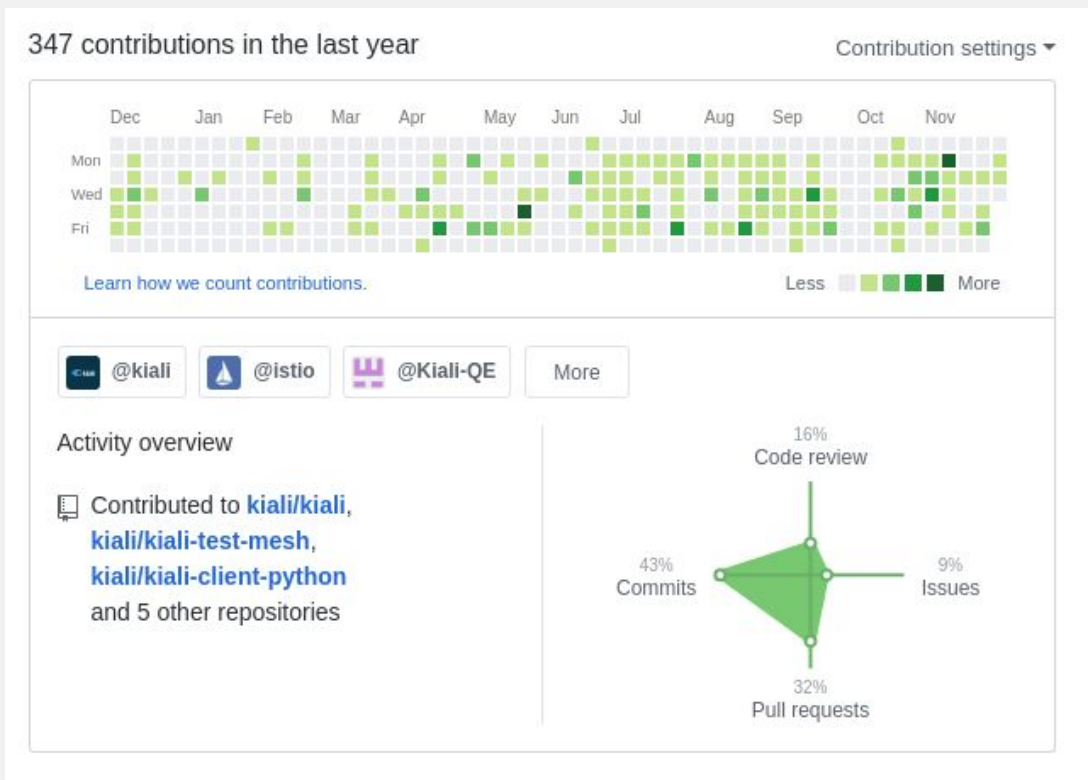 347 contributions in the last year
Contribution settings
Dec Jan Feb Mar Apr May Jun Jul Aug Sep Oct Nov
Mon
Wed
Fri
Learn how we count contributions.
Less More
@kiali @istio @Kiali-QE More
Activity overview
Contributed to kiali/kiali,
kiali/kiali-test-mesh,
kiali/kiali-client-python
and 5 other repositories
16%
Code review
43%
Commits
9%
Issues
32%
Pull requests